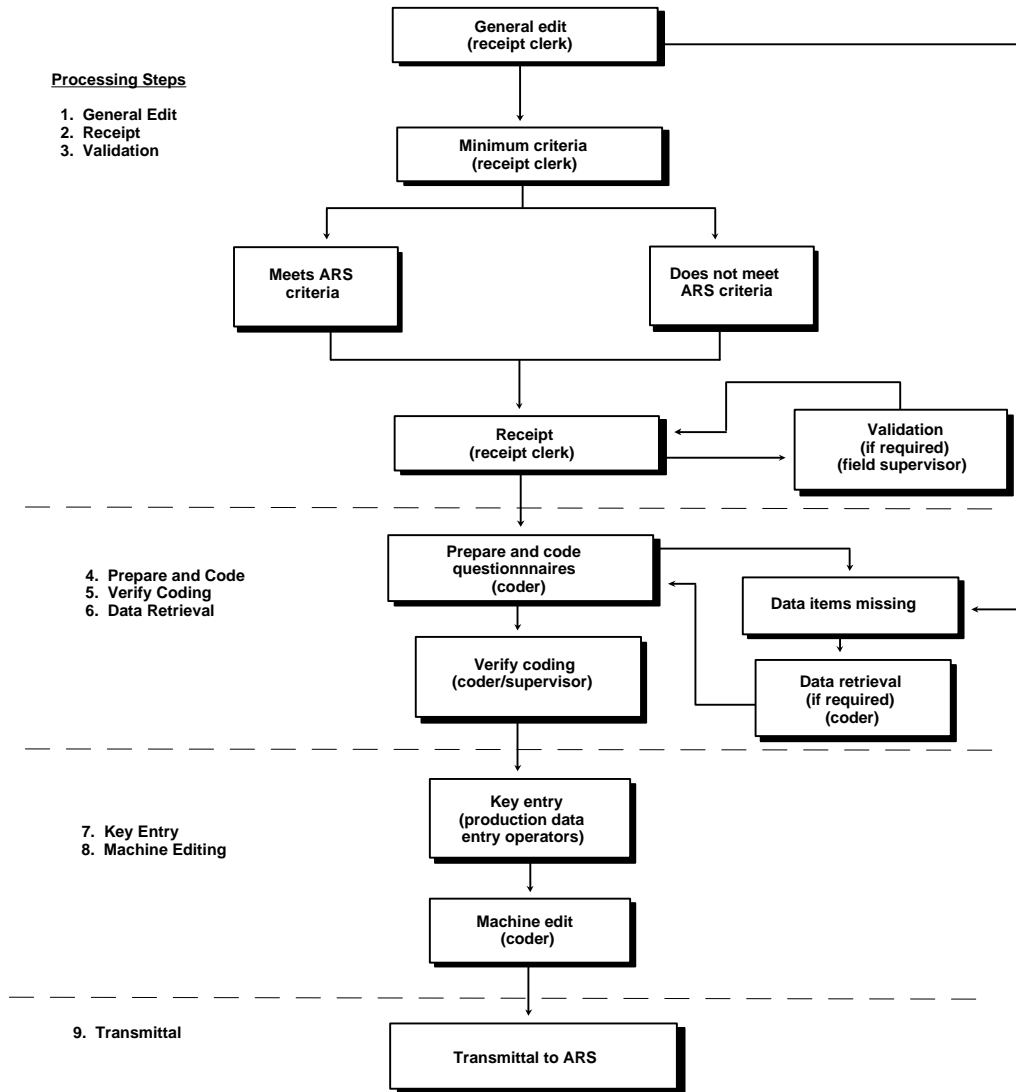 General edit
(receipt clerk)
Processing Steps
1. General Edit
2. Receipt
3. Validation
Minimum criteria
(receipt clerk)
Meets ARS
criteria
Does not meet
ARS criteria
Receipt
(receipt clerk)
Validation
(if required)
(field supervisor)
4. Prepare and Code
5. Verify Coding
6. Data Retrieval
Prepare and code
questionnnaires
(coder)
Data items missing
Verify coding
(coder/supervisor)
Data retrieval
(if required)
(coder)
7. Key Entry
8. Machine Editing
Key entry
(production data
entry operators)
Machine edit
(coder)
9. Transmittal
Transmittal to ARS